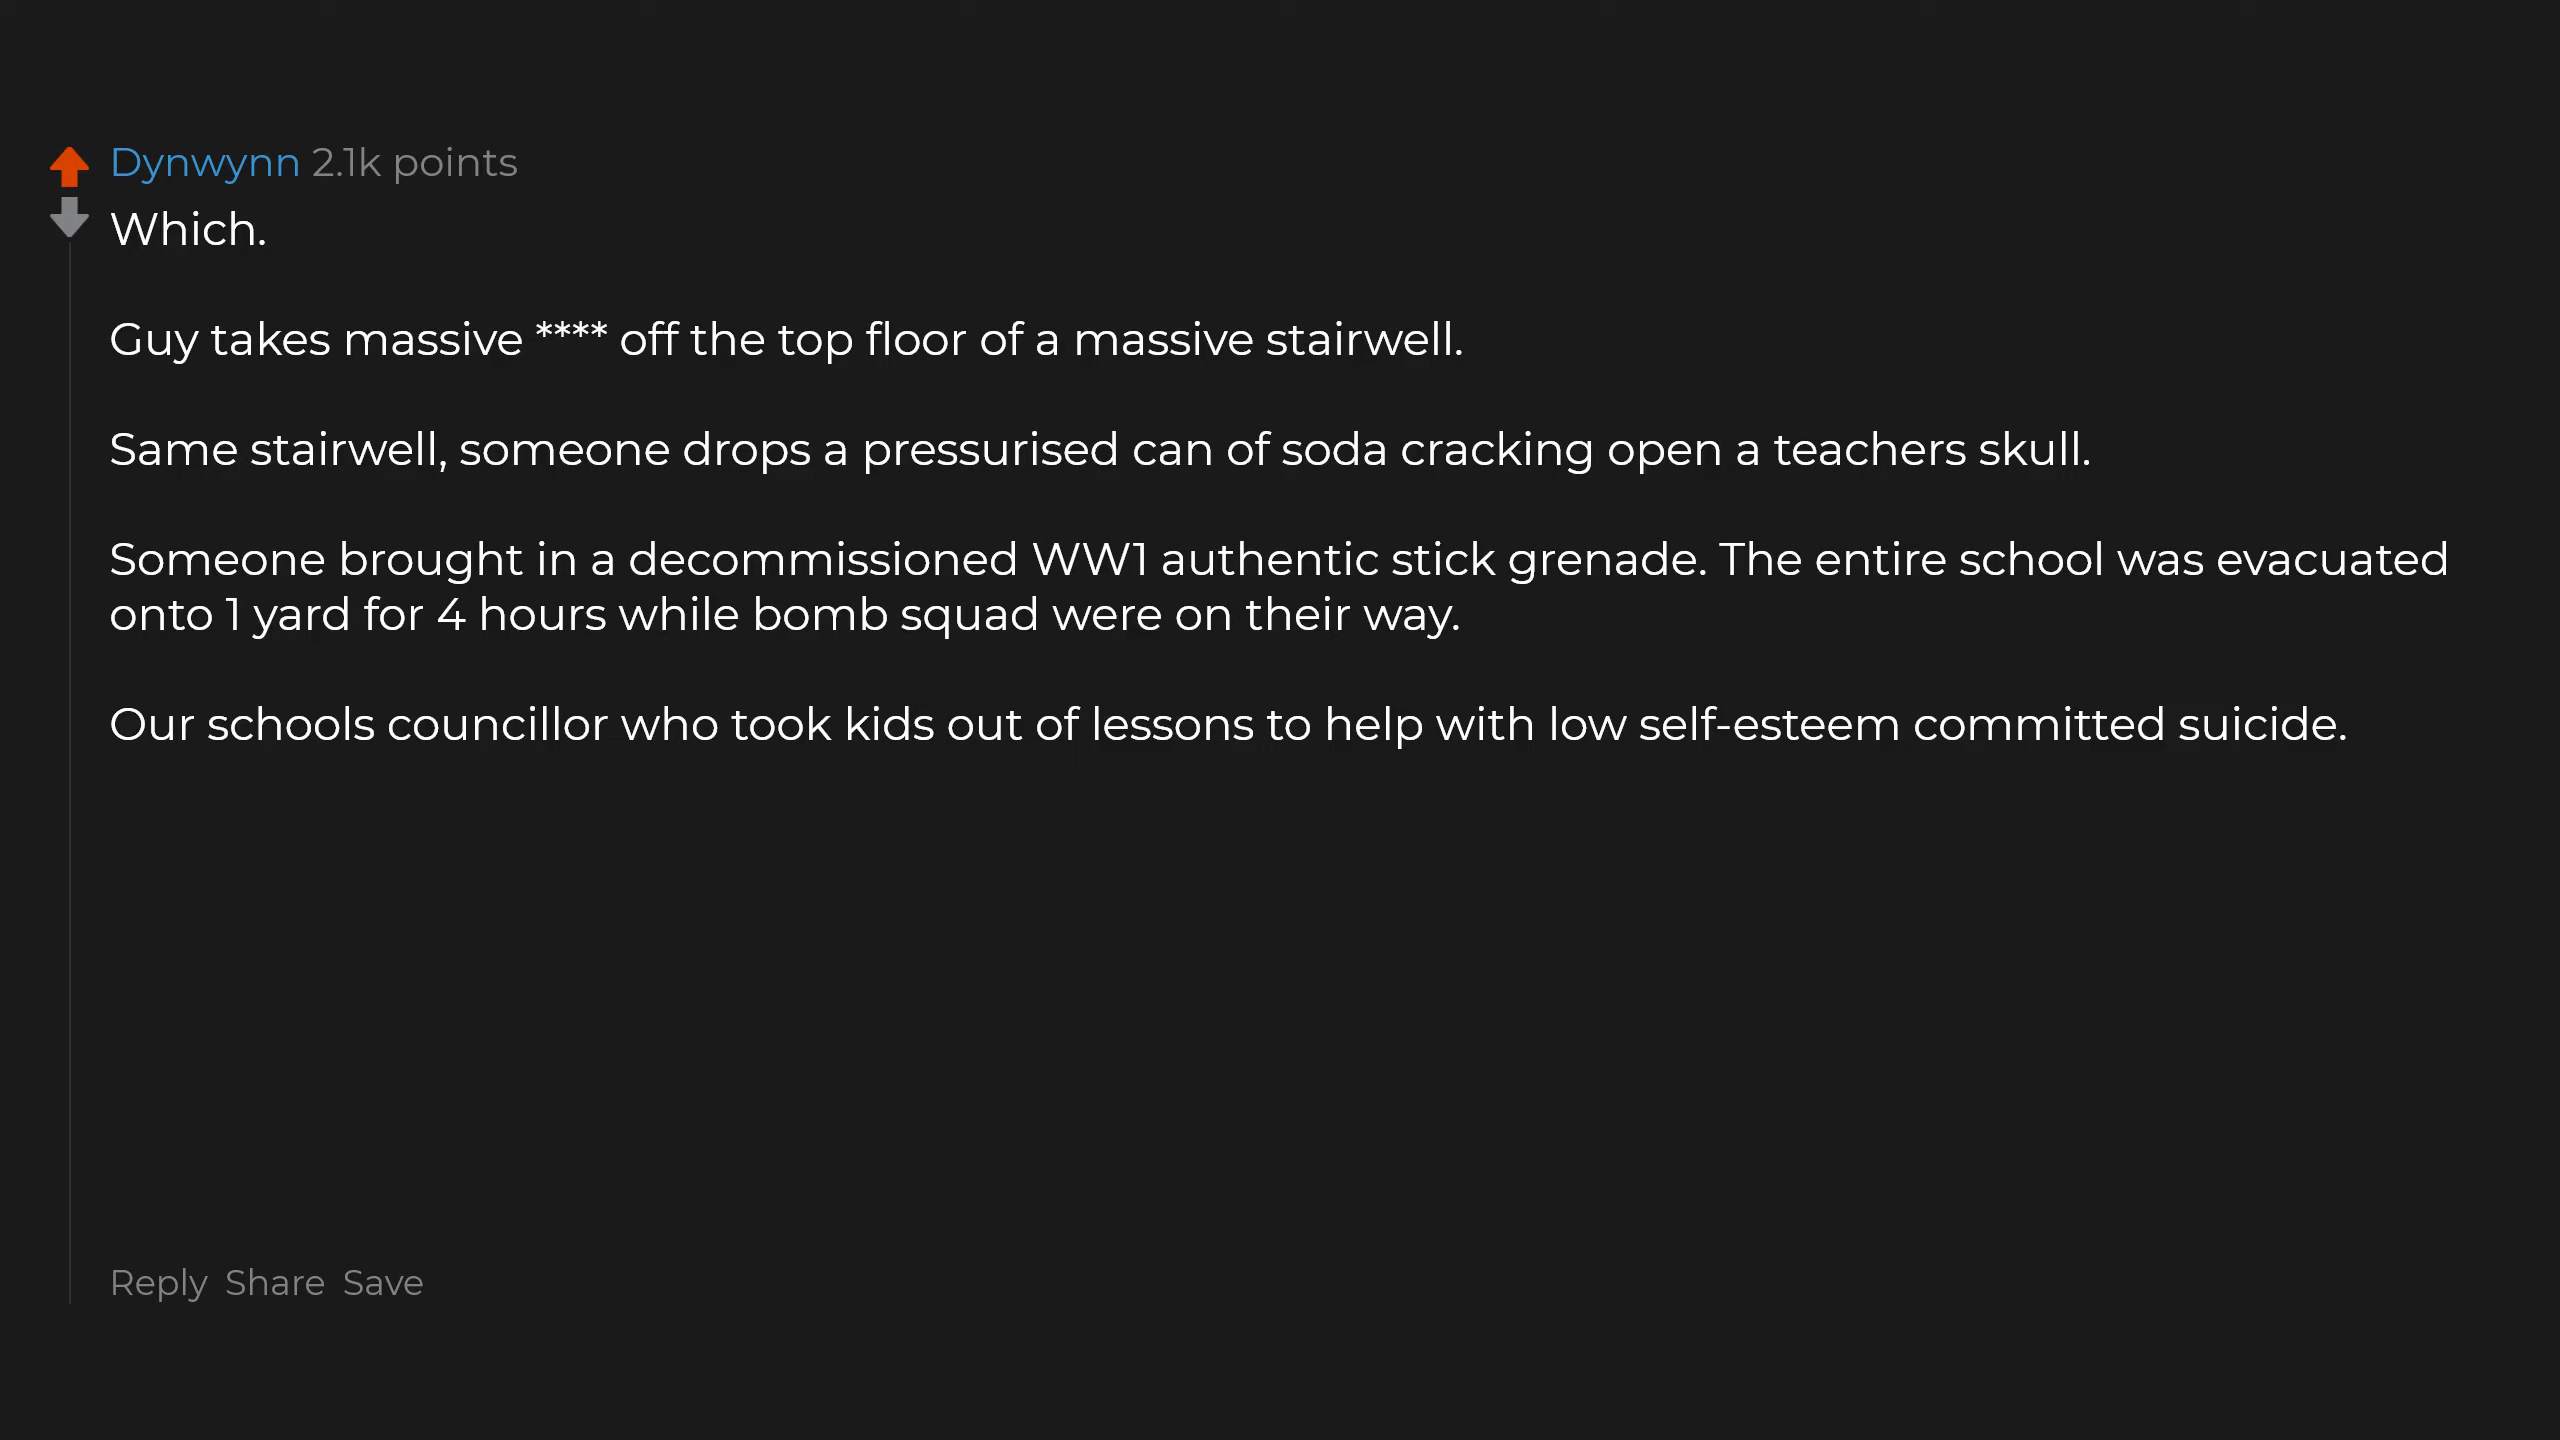 Dynwynn 2.1k points
Which.
Guy takes massive **** off the top floor of a massive stairwell.
Same stairwell, someone drops a pressurised can of soda cracking open a teachers skull.
Someone brought in a decommissioned WW1 authentic stick grenade. The entire school was evacuated
onto 1 yard for 4 hours while bomb squad were on their way.
Our schools councillor who took kids out of lessons to help with low self-esteem committed suicide.
Reply Share Save